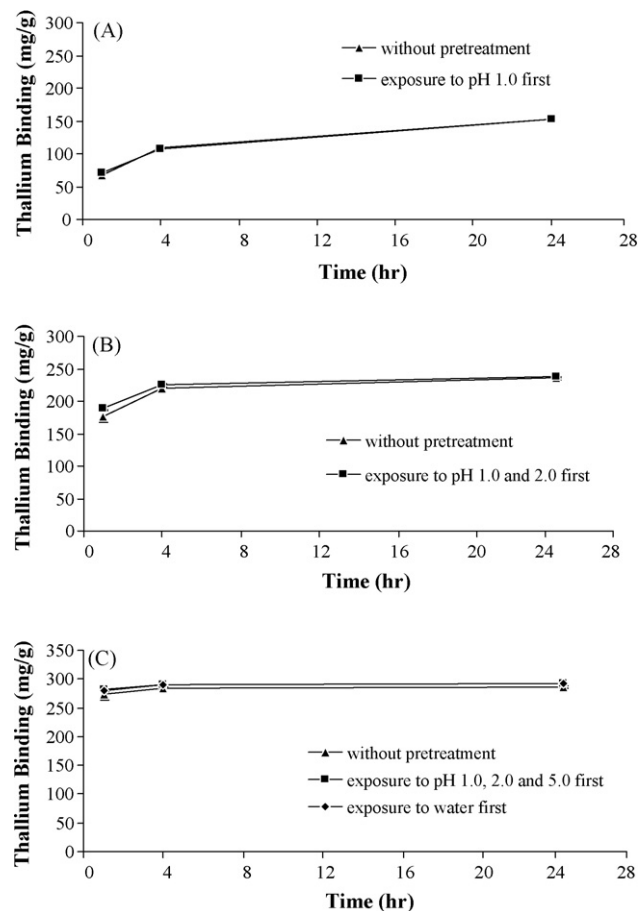 (A)
without pretreatment
exposure to pH 1.0 first
Thallium Binding (mg/g)
300
250
200
150
100
50
0
0 4 8 12 16 20 24 28
Time (hr)
(B)
without pretreatment
exposure to pH 1.0 and 2.0 first
Thallium Binding (mg/g)
300
250
200
150
100
50
0
0 4 8 12 16 20 24 28
Time (hr)
(C)
without pretreatment
exposure to pH 1.0, 2.0 and 5.0 first
exposure to water first
Thallium Binding (mg/g)
350
300
250
200
150
100
50
0
0 4 8 12 16 20 24 28
Time (hr)